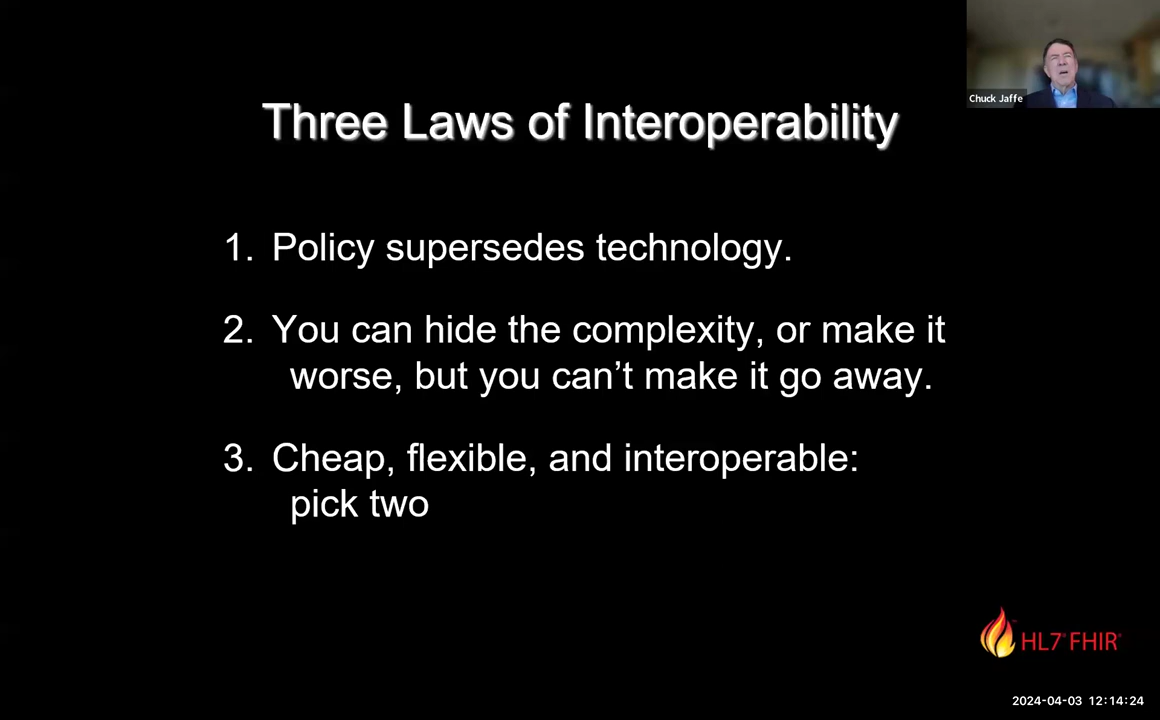 Chuck Jaffe
Three Laws of Interoperability
1. Policy supersedes technology.
2. You can hide the complexity, or make it
worse, but you can’t make it go away.
3. Cheap, flexible, and interoperable:
pick two
HL7® FHIR®
2024-04-03 12:14:24